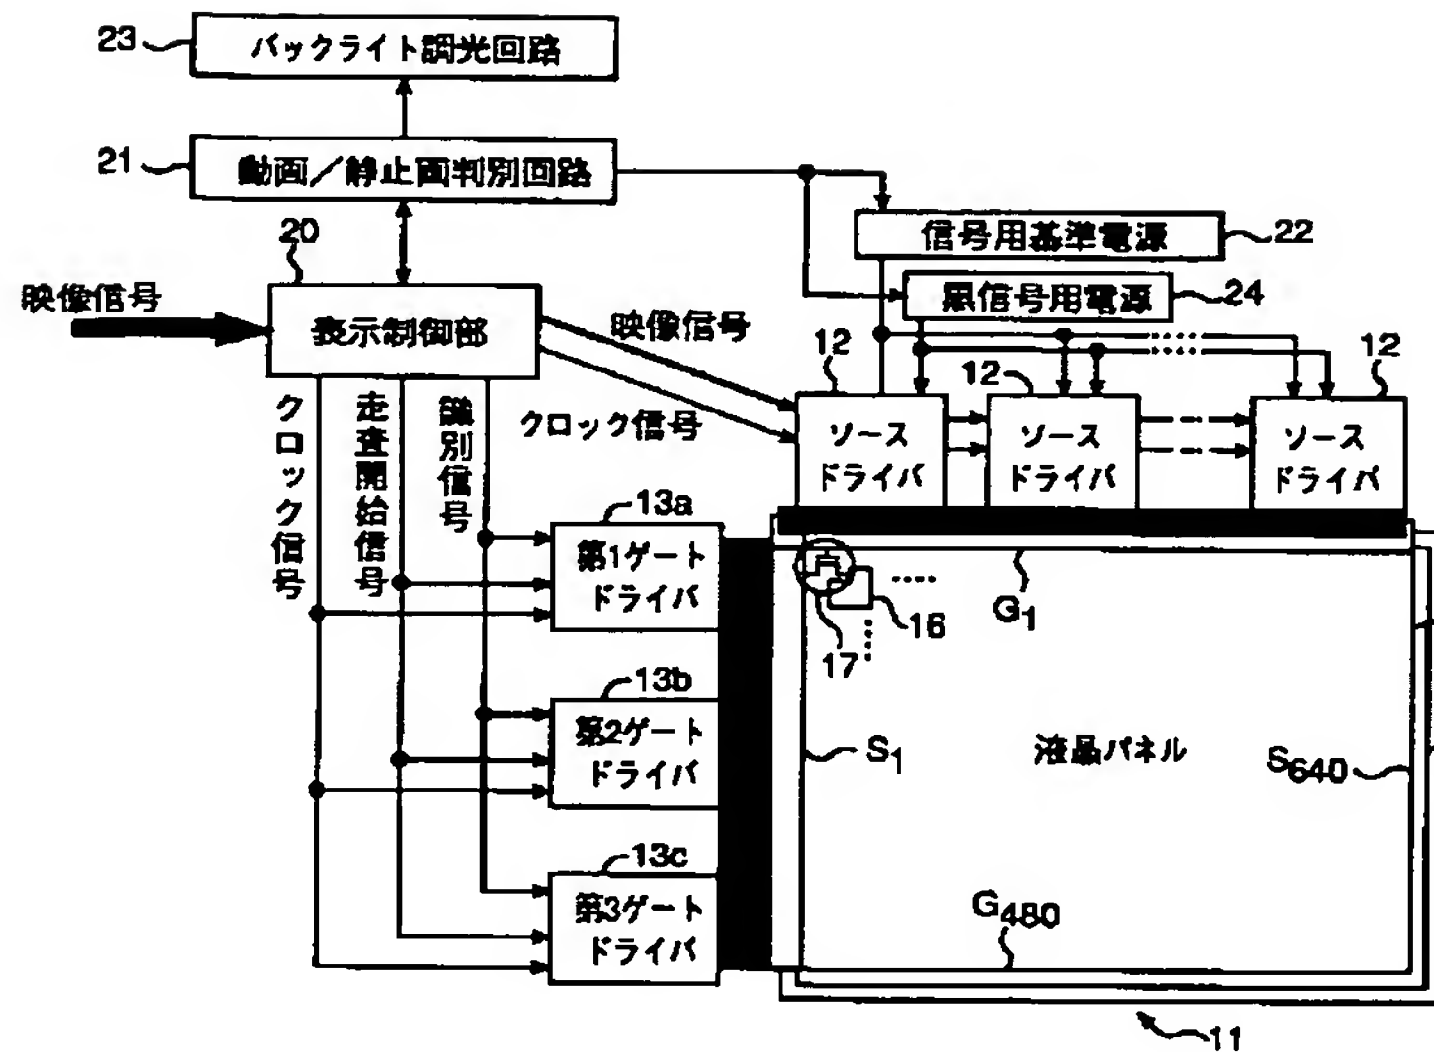 23
バックライト調光回路
21
動画／静止画判別回路
20
信号用基準電源
22
映像信号
黒信号用電源
24
表示制御部
映像信号
12
12
12
クロック信号
走査開始信号
識別信号
クロック信号
ソース
ドライバ
ソース
ドライバ
ソース
ドライバ
13a
第1ゲート
ドライバ
G1
16
17
13b
第2ゲート
ドライバ
S1
液晶パネル
S640
13c
第3ゲート
ドライバ
G480
11